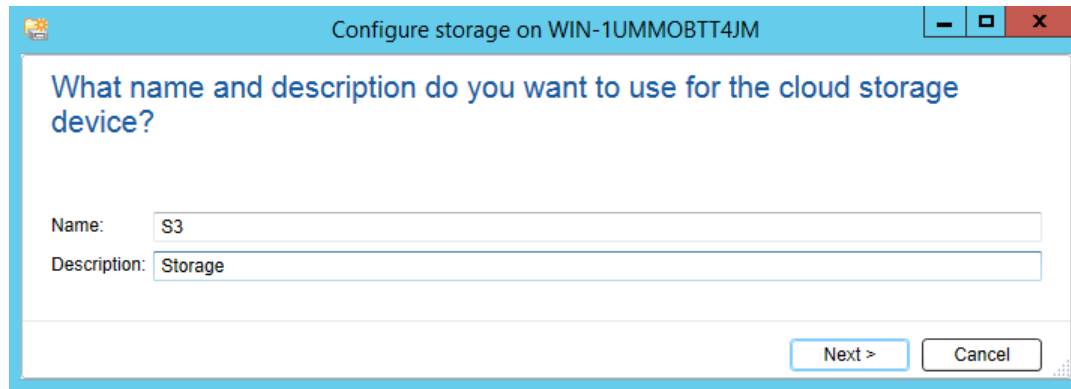 Configure storage on WIN-1UMMOBTT4JM
What name and description do you want to use for the cloud storage
device?
Name: S3
Description: Storage
Next > Cancel